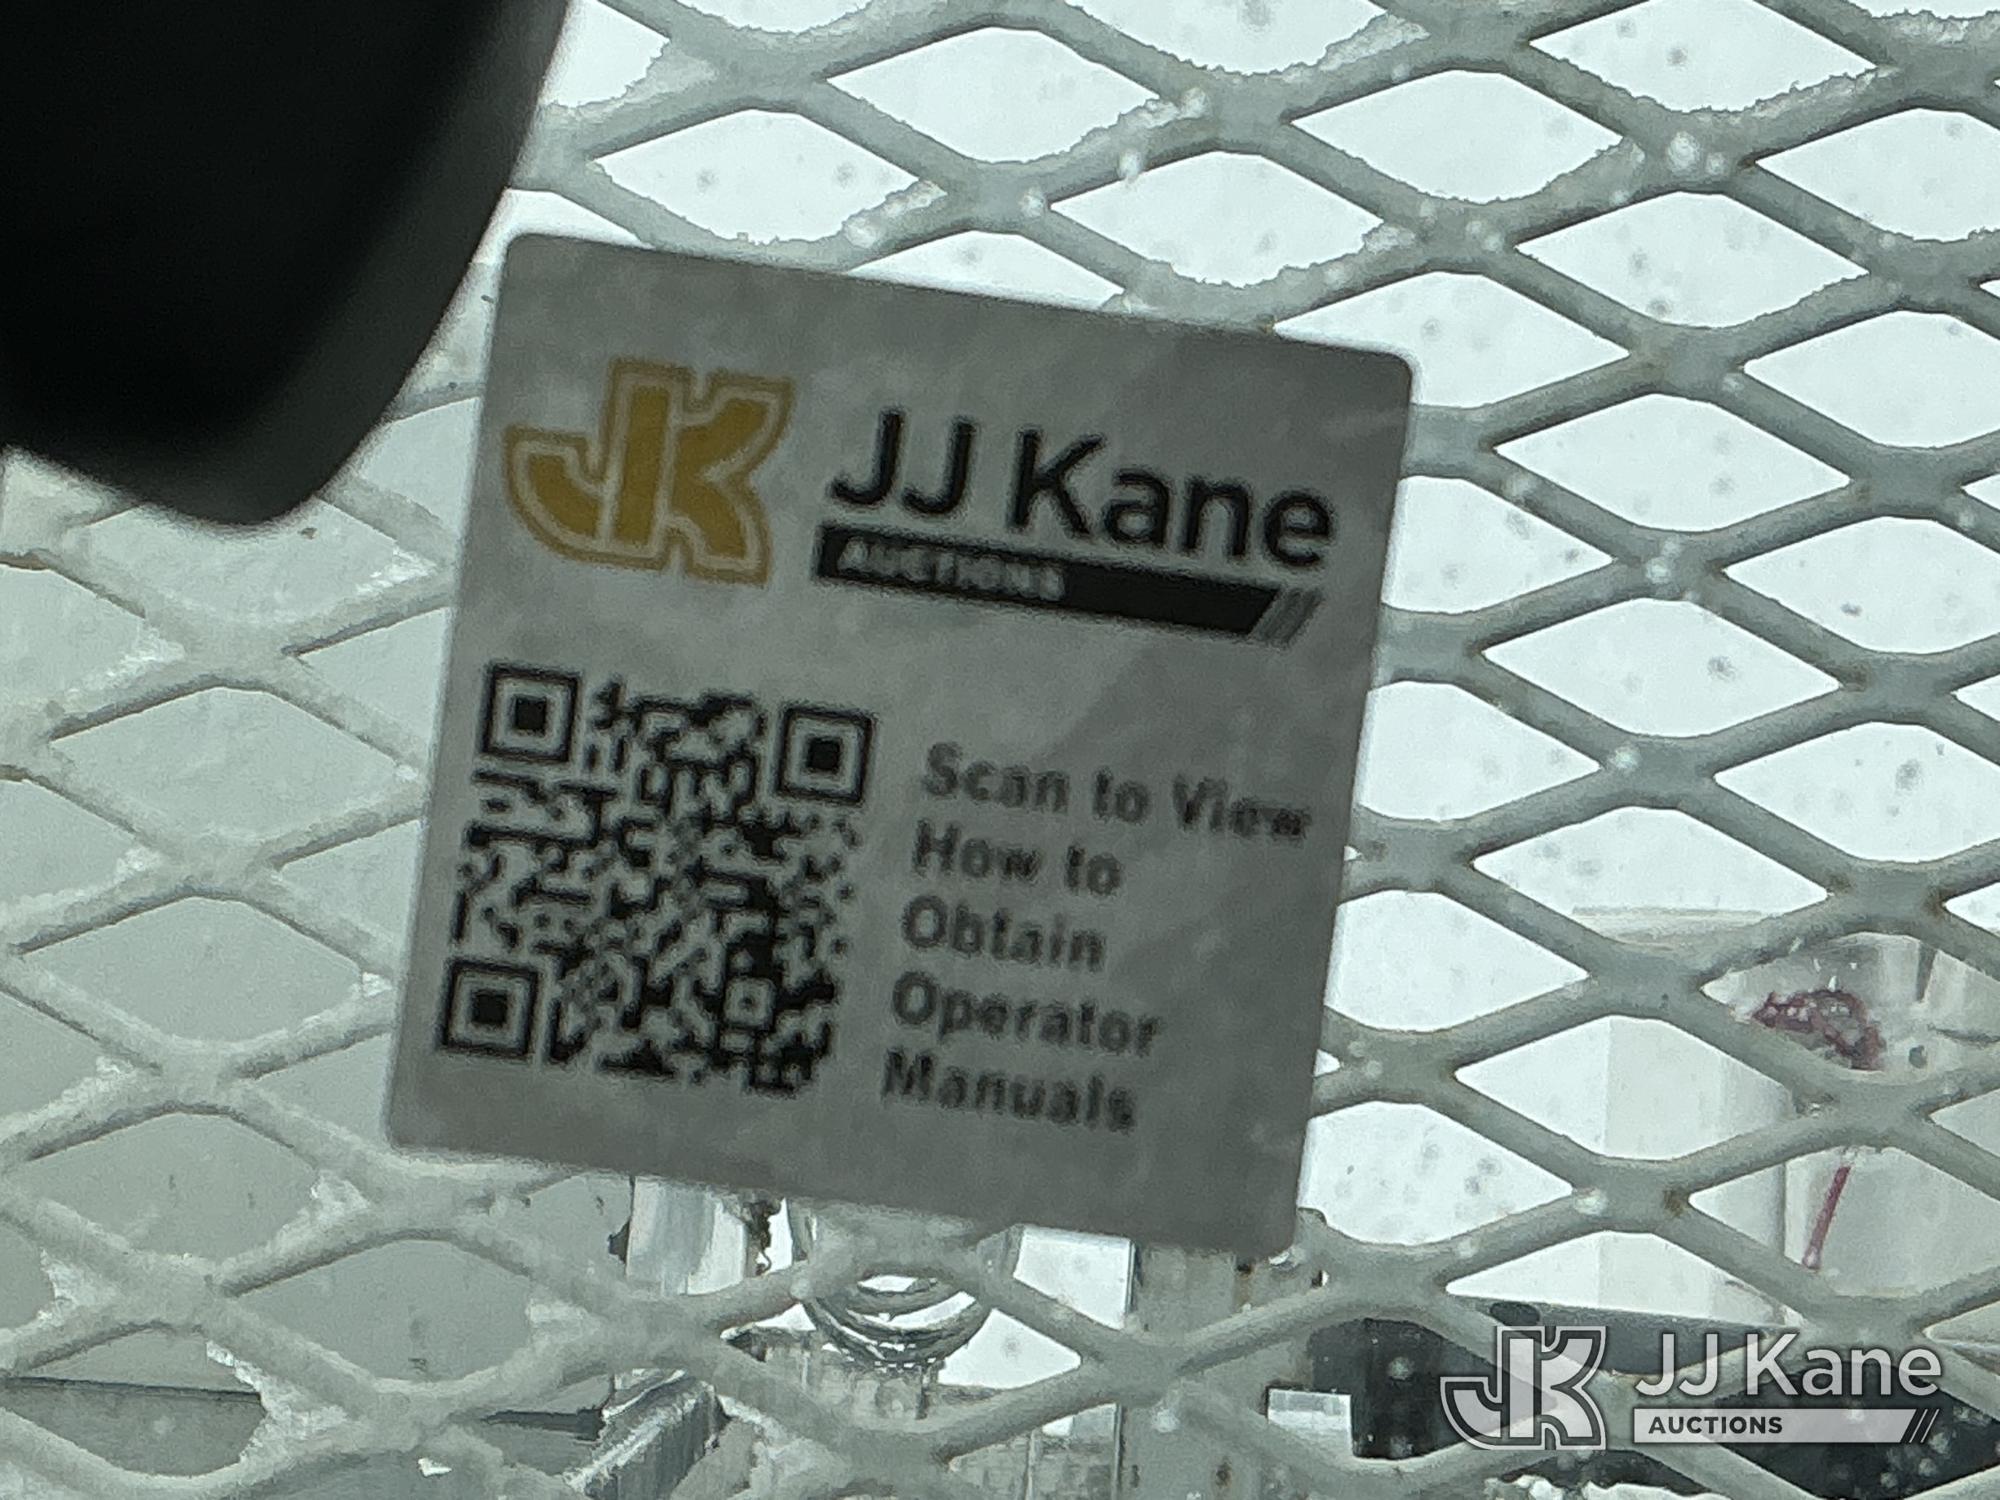 JK
JJ Kane
AUCTIONS
Scan to View
How to
Obtain
Operator
Manuals
JK
JJ Kane
AUCTIONS